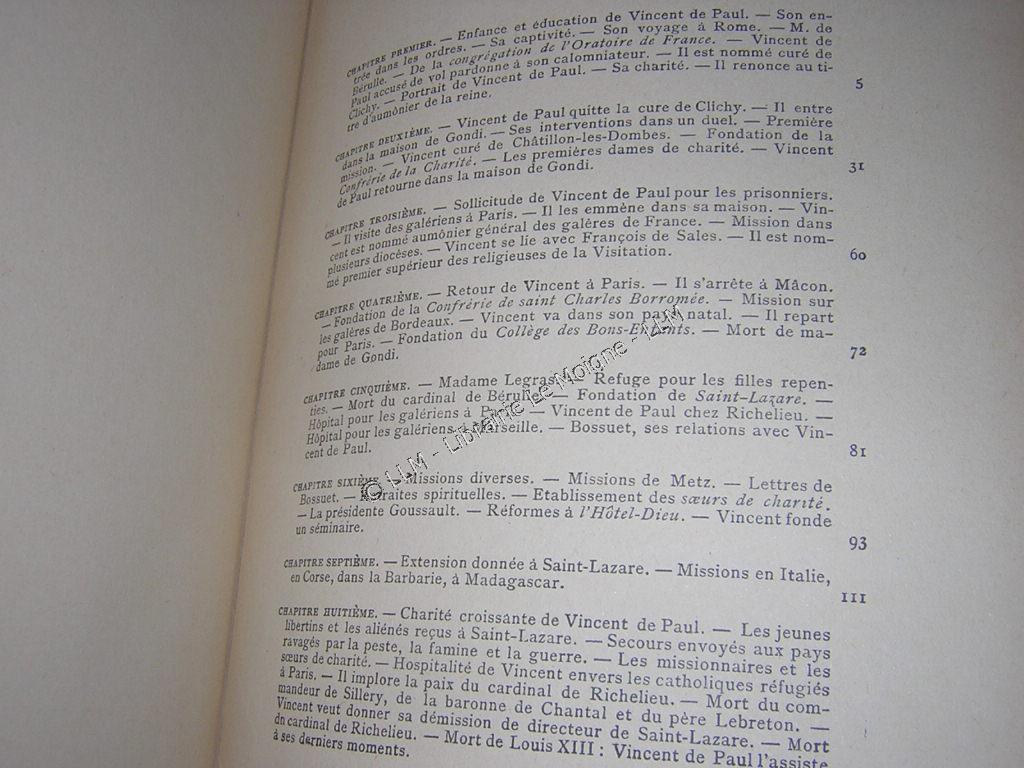 CHAPITRE PREMIER. — Enfance et éducation de Vincent de Paul. — Son en-
trée dans les ordres. — Sa captivité. — Son voyage à Rome. — M. de
Bérulle. — De la congrégation de l'Oratoire de France. — Vincent de
Paul accusé de vol pardonne à son calomniateur. — Il est nommé curé de
Clichy. — Portrait de Vincent de Paul. — Sa charité. — Il renonce au ti-
tre d'aumônier de la reine. 5
CHAPITRE DEUXIÈME. — Vincent de Paul quitte la cure de Clichy. — Il entre
dans la maison de Gondi. — Ses interventions dans un duel. — Première
mission. — Vincent curé de Châtillon-les-Dombes. — Fondation de la
Confrérie de la Charité. — Les premières dames de charité. — Vincent
de Paul retourne dans la maison de Gondi. 31
CHAPITRE TROISIÈME. — Sollicitude de Vincent de Paul pour les prisonniers.
— Il visite des galériens à Paris. — Il les emmène dans sa maison. — Vin-
cent est nommé aumônier général des galères de France. — Mission dans
plusieurs diocèses. — Vincent se lie avec François de Sales. — Il est nom-
mé premier supérieur des religieuses de la Visitation. 60
CHAPITRE QUATRIÈME. — Retour de Vincent à Paris. — Il s'arrête à Mâcon.
— Fondation de la Confrérie de saint Charles Borromée. — Mission sur
les galères de Bordeaux. — Vincent va dans son pays natal. — Il repart
pour Paris. — Fondation du Collège des Bons-Enfants. — Mort de ma-
dame de Gondi. 72
CHAPITRE CINQUIÈME. — Madame Legras. — Refuge pour les filles repen-
ties. — Mort du cardinal de Bérulle. — Fondation de Saint-Lazare. —
Hôpital pour les galériens à Paris. — Vincent de Paul chez Richelieu. —
Hôpital pour les galériens à Marseille. — Bossuet, ses relations avec Vin-
cent de Paul. 81
CHAPITRE SIXIÈME. — Missions diverses. — Missions de Metz. — Lettres de
Bossuet. — Retraites spirituelles. — Etablissement des sœurs de charité.
— La présidente Goussault. — Réformes à l'Hôtel-Dieu. — Vincent fonde
un séminaire. 93
CHAPITRE SEPTIÈME. — Extension donnée à Saint-Lazare. — Missions en Italie,
en Corse, dans la Barbarie, à Madagascar. 111
CHAPITRE HUITIÈME. — Charité croissante de Vincent de Paul. — Les jeunes
libertins et les aliénés reçus à Saint-Lazare. — Secours envoyés aux pays
ravagés par la peste, la famine et la guerre. — Les missionnaires et les
sœurs de charité. — Hospitalité de Vincent envers les catholiques réfugiés
à Paris. — Il implore la paix du cardinal de Richelieu. — Mort du com-
mandeur de Sillery, de la baronne de Chantal et du père Lebreton. —
Vincent veut donner sa démission de directeur de Saint-Lazare. — Mort
dn cardinal de Richelieu. — Mort de Louis XIII : Vincent de Paul l'assiste
à ses derniers moments.
© LLM - Librairie Le Moigne - LLM